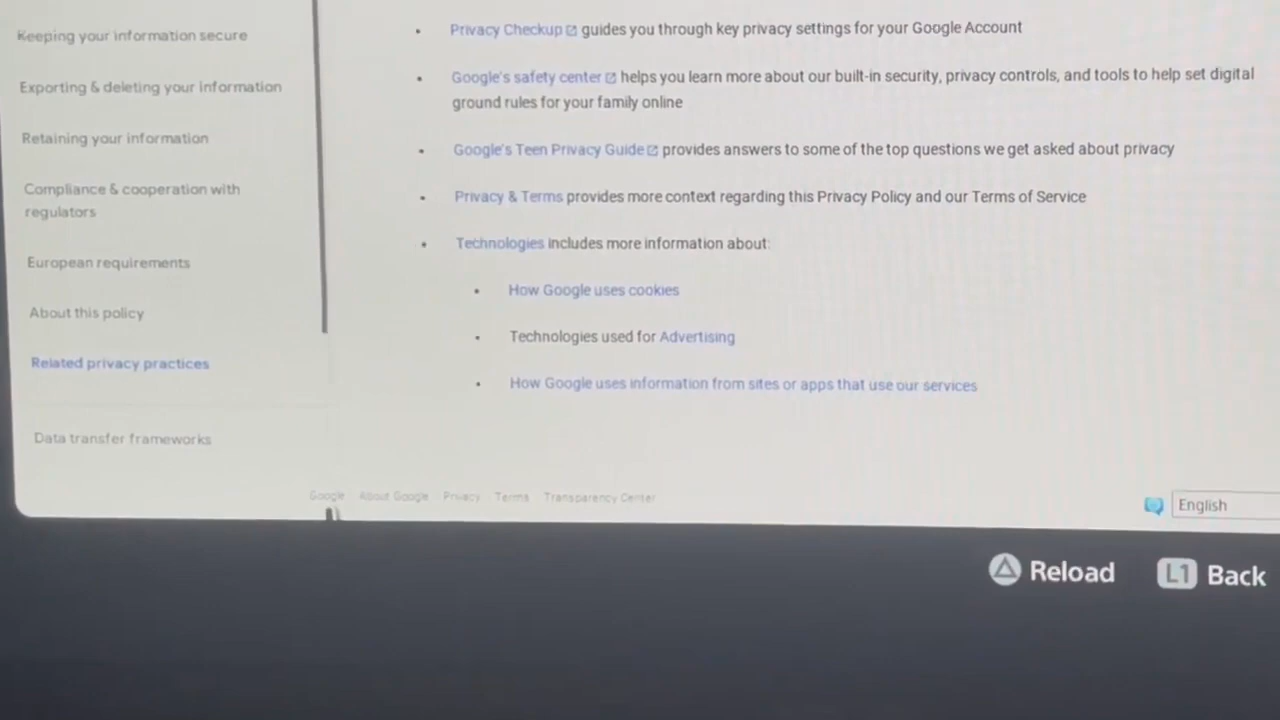 Keeping your information secure
Exporting & deleting your information
Retaining your information
Compliance & cooperation with
regulators
European requirements
About this policy
Related privacy practices
Data transfer frameworks
Privacy Checkup guides you through key privacy settings for your Google Account
Google's safety center helps you learn more about our built-in security, privacy controls, and tools to help set digital
ground rules for your family online
Google's Teen Privacy Guide provides answers to some of the top questions we get asked about privacy
Privacy & Terms provides more context regarding this Privacy Policy and our Terms of Service
Technologies includes more information about:
How Google uses cookies
Technologies used for Advertising
How Google uses information from sites or apps that use our services
Google About Google Privacy Terms Transparency Center
English
Reload L1 Back